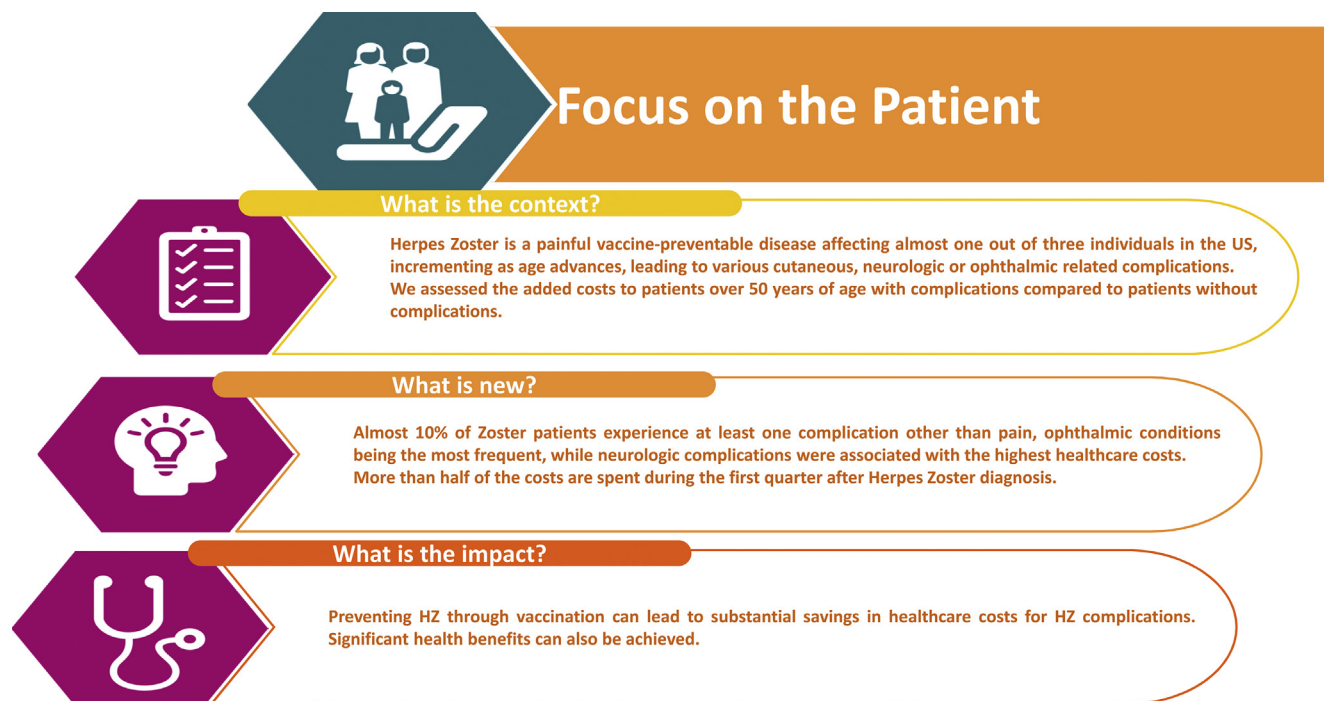 Focus on the Patient
What is the context?
Herpes Zoster is a painful vaccine-preventable disease affecting almost one out of three individuals in the US,
incrementing as age advances, leading to various cutaneous, neurologic or ophthalmic related complications.
We assessed the added costs to patients over 50 years of age with complications compared to patients without
complications.
What is new?
Almost 10% of Zoster patients experience at least one complication other than pain, ophthalmic conditions
being the most frequent, while neurologic complications were associated with the highest healthcare costs.
More than half of the costs are spent during the first quarter after Herpes Zoster diagnosis.
What is the impact?
Preventing HZ through vaccination can lead to substantial savings in healthcare costs for HZ complications.
Significant health benefits can also be achieved.